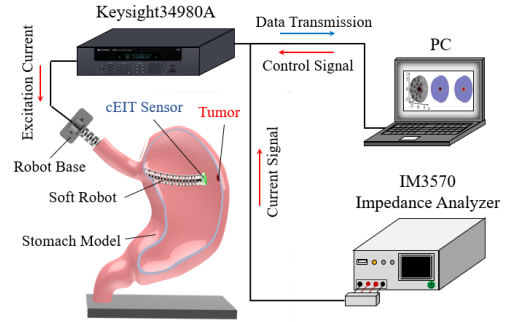 Keysight34980A
Data Transmission
PC
Control Signal
Excitation Current
cEIT Sensor
Tumor
Robot Base
Soft Robot
Current Signal
IM3570
Impedance Analyzer
Stomach Model